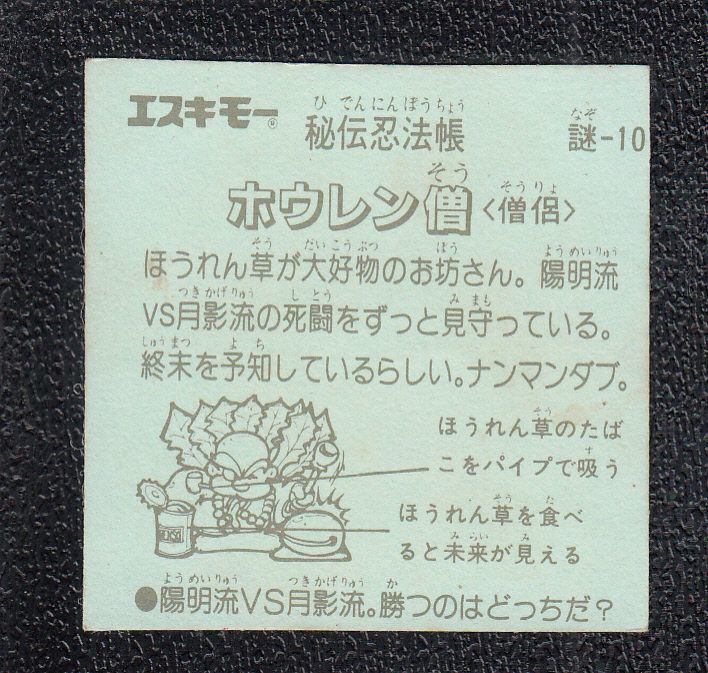 エスキモー® 秘伝忍法帳 謎-10
ひでんにんぽうちょう なぞ
ホウレン僧〈僧侶〉
そう そうりょ
ほうれん草が大好物のお坊さん。陽明流
そう だいこうぶつ ぼう ようめいりゅう
VS月影流の死闘をずっと見守っている。
つきかげりゅう しとう みまも
終末を予知しているらしい。ナンマンダブ。
しゅうまつ よち
ほうれん草のたば
そう
こをパイプで吸う
す
ほうれん草を食べ
そう た
ると未来が見える
みらい み
●陽明流VS月影流。勝つのはどっちだ?
ようめいりゅう つきかげりゅう か